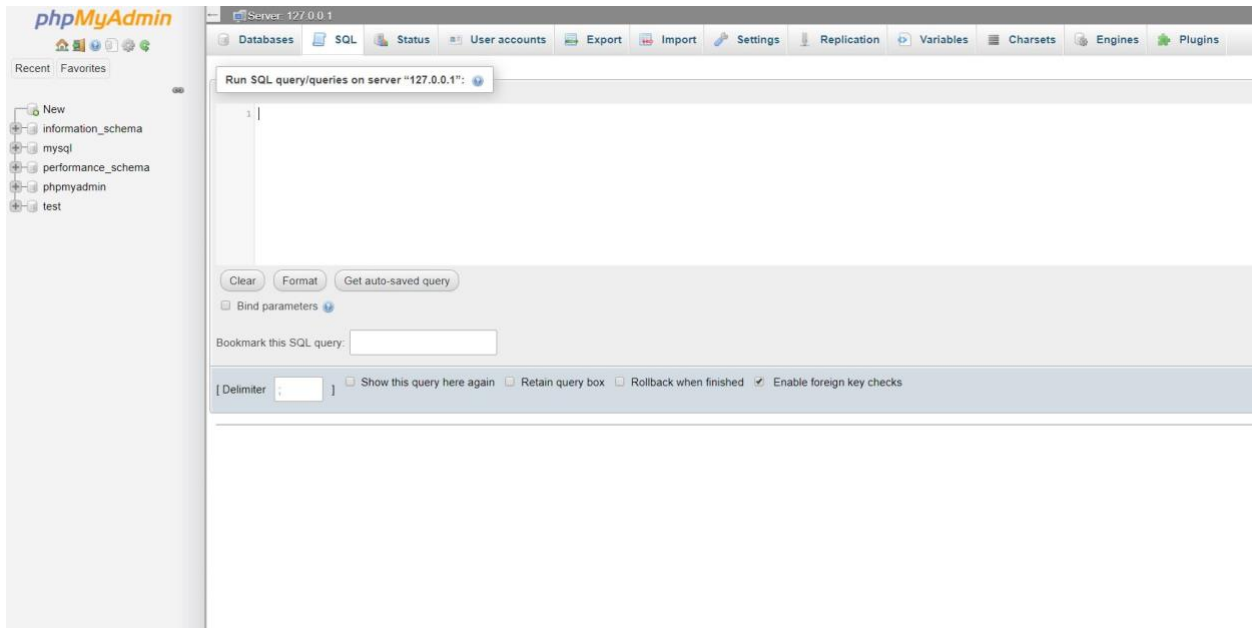 phpMyAdmin
Recent Favorites
New
information_schema
mysql
performance_schema
phpmyadmin
test
Server: 127.0.0.1
Databases SQL Status User accounts Export Import Settings Replication Variables Charsets Engines Plugins
Run SQL query/queries on server “127.0.0.1”:
1
Clear Format Get auto-saved query
Bind parameters
Bookmark this SQL query:
[ Delimiter ; ] Show this query here again Retain query box Rollback when finished Enable foreign key checks